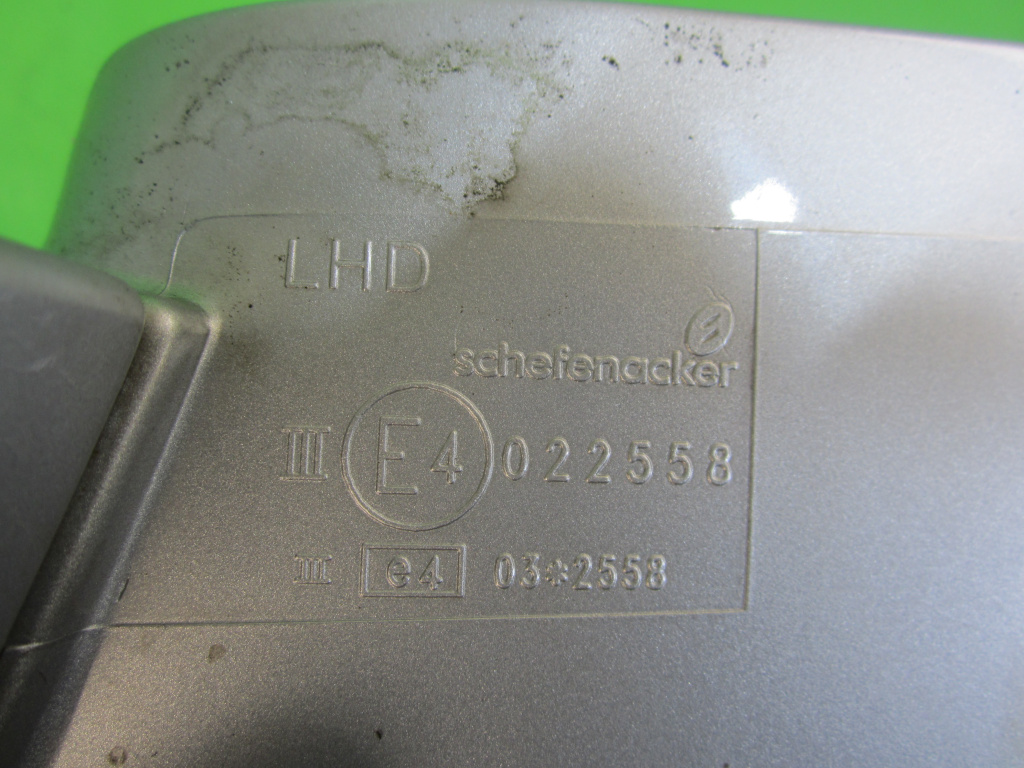 LHD
schefenacker
III E4 022558
III e4 03*2558